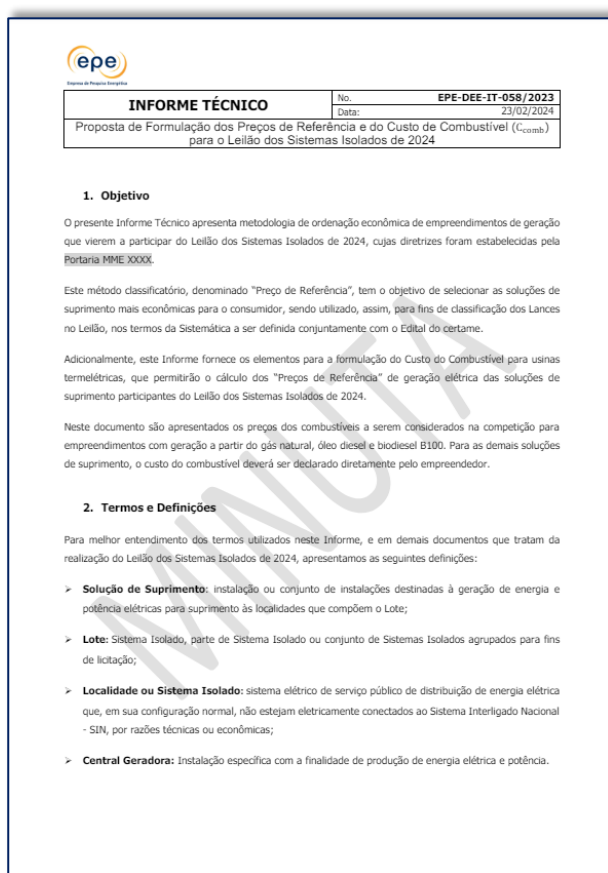 epe
Empresa de Pesquisa Energética
INFORME TÉCNICO
No. EPE-DEE-IT-058/2023
Data: 23/02/2024
Proposta de Formulação dos Preços de Referência e do Custo de Combustível (Ccomb)
para o Leilão dos Sistemas Isolados de 2024
1. Objetivo
O presente Informe Técnico apresenta metodologia de ordenação econômica de empreendimentos de geração
que vierem a participar do Leilão dos Sistemas Isolados de 2024, cujas diretrizes foram estabelecidas pela
Portaria MME XXXX.
Este método classificatório, denominado “Preço de Referência”, tem o objetivo de selecionar as soluções de
suprimento mais econômicas para o consumidor, sendo utilizado, assim, para fins de classificação dos Lances
no Leilão, nos termos da Sistemática a ser definida conjuntamente com o Edital do certame.
Adicionalmente, este Informe fornece os elementos para a formulação do Custo do Combustível para usinas
termelétricas, que permitirão o cálculo dos “Preços de Referência” de geração elétrica das soluções de
suprimento participantes do Leilão dos Sistemas Isolados de 2024.
Neste documento são apresentados os preços dos combustíveis a serem considerados na competição para
empreendimentos com geração a partir do gás natural, óleo diesel e biodiesel B100. Para as demais soluções
de suprimento, o custo do combustível deverá ser declarado diretamente pelo empreendedor.
2. Termos e Definições
Para melhor entendimento dos termos utilizados neste Informe, e em demais documentos que tratam da
realização do Leilão dos Sistemas Isolados de 2024, apresentamos as seguintes definições:
➢ Solução de Suprimento: instalação ou conjunto de instalações destinadas à geração de energia e
potência elétricas para suprimento às localidades que compõem o Lote;
➢ Lote: Sistema Isolado, parte de Sistema Isolado ou conjunto de Sistemas Isolados agrupados para fins
de licitação;
➢ Localidade ou Sistema Isolado: sistema elétrico de serviço público de distribuição de energia elétrica
que, em sua configuração normal, não estejam eletricamente conectados ao Sistema Interligado Nacional
- SIN, por razões técnicas ou econômicas;
➢ Central Geradora: Instalação específica com a finalidade de produção de energia elétrica e potência.
MINUTA